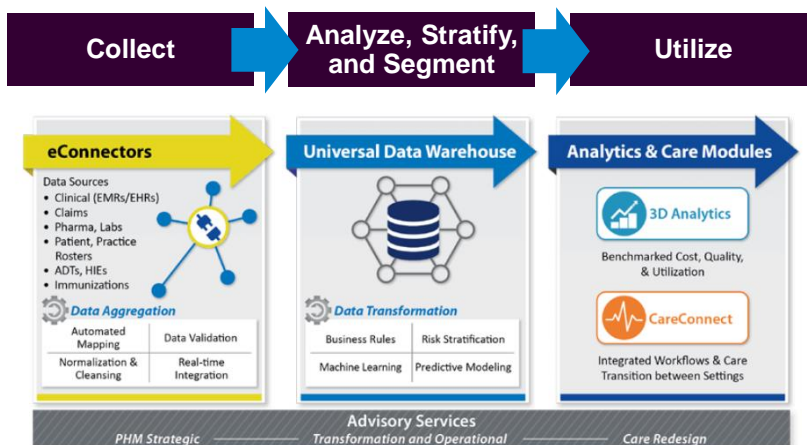 Collect
Analyze, Stratify,
and Segment
Utilize
eConnectors
Data Sources
• Clinical (EMRs/EHRs)
• Claims
• Pharma, Labs
• Patient, Practice
Rosters
• ADTs, HIEs
• Immunizations
Data Aggregation
Automated
Mapping
Data Validation
Normalization &
Cleansing
Real-time
Integration
Universal Data Warehouse
Data Transformation
Business Rules
Risk Stratification
Machine Learning
Predictive Modeling
Analytics & Care Modules
3D Analytics
Benchmarked Cost, Quality,
& Utilization
CareConnect
Integrated Workflows & Care
Transition between Settings
Advisory Services
PHM Strategic
Transformation and Operational
Care Redesign